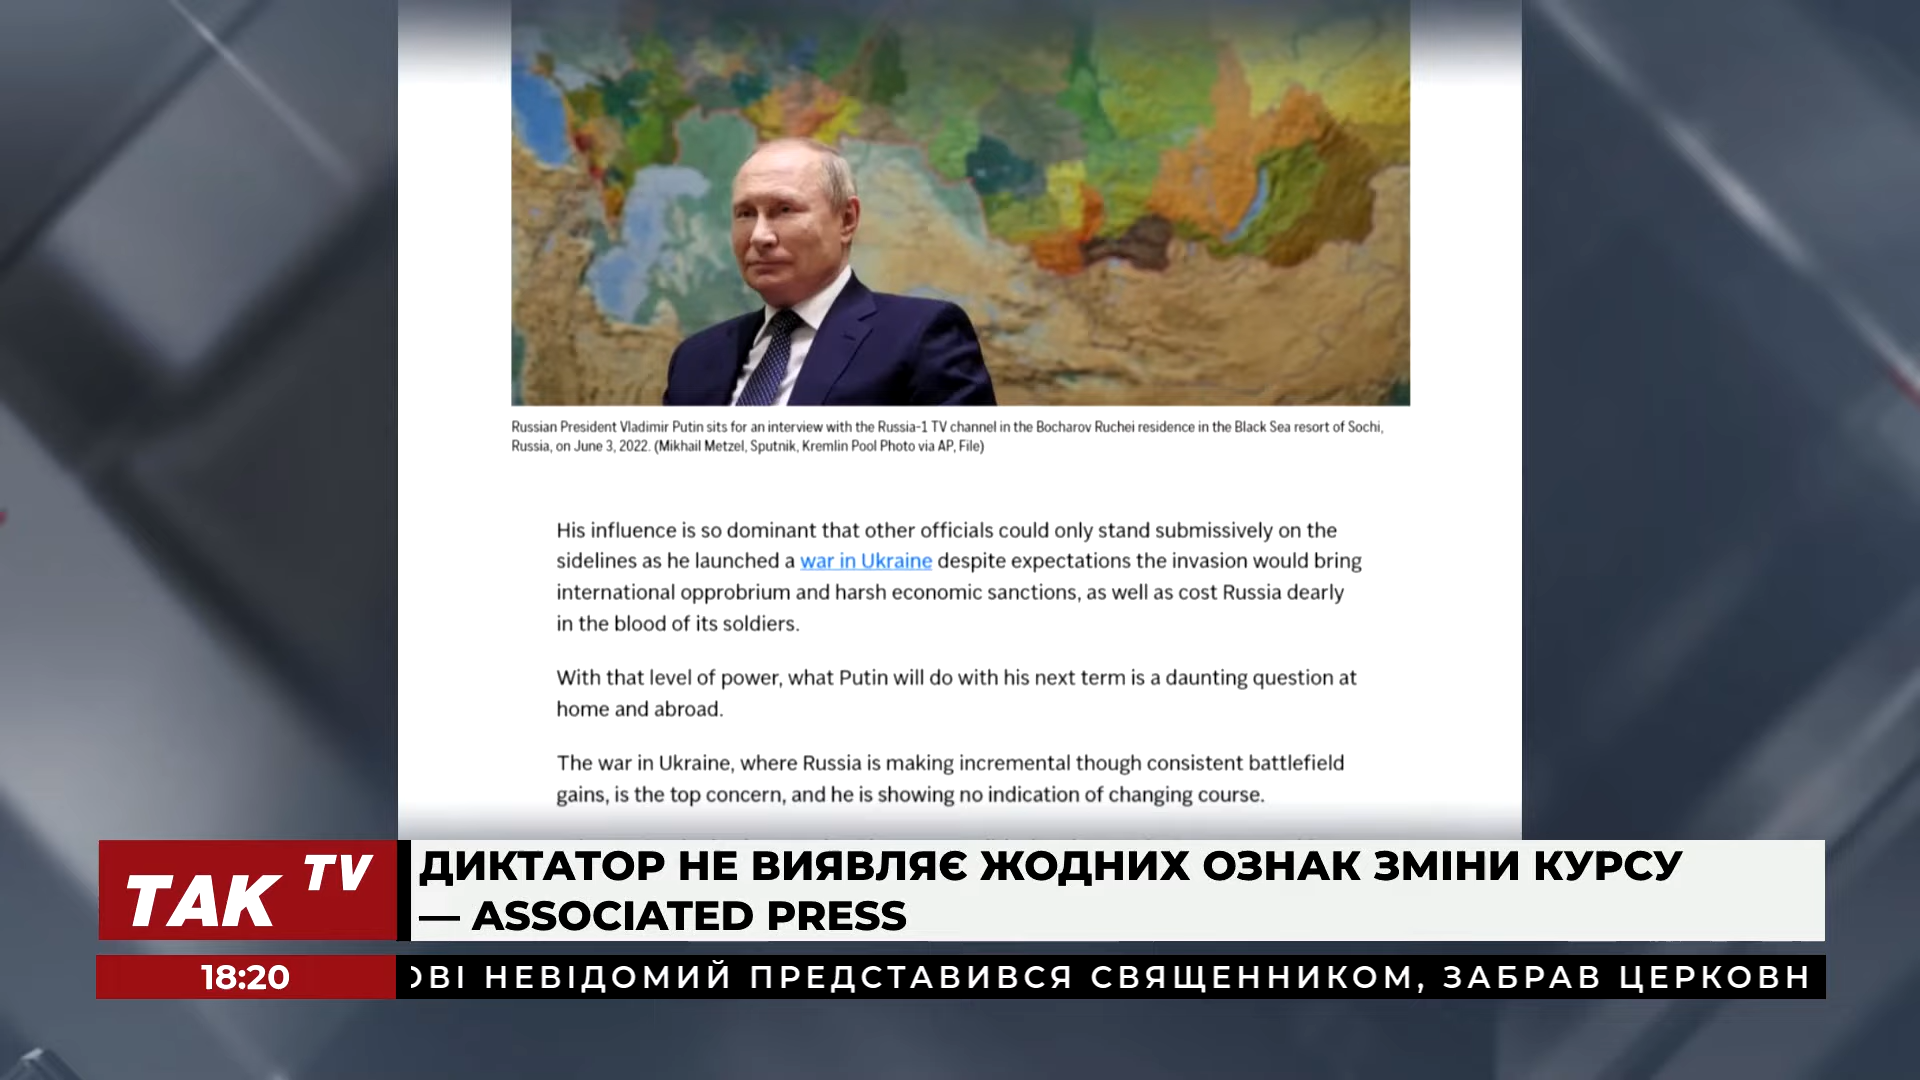 Russian President Vladimir Putin sits for an interview with the Russia-1 TV channel in the Bocharov Ruchei residence in the Black Sea resort of Sochi,
Russia, on June 3, 2022. (Mikhail Metzel, Sputnik, Kremlin Pool Photo via AP, File)
His influence is so dominant that other officials could only stand submissively on the
sidelines as he launched a war in Ukraine despite expectations the invasion would bring
international opprobrium and harsh economic sanctions, as well as cost Russia dearly
in the blood of its soldiers.
With that level of power, what Putin will do with his next term is a daunting question at
home and abroad.
The war in Ukraine, where Russia is making incremental though consistent battlefield
gains, is the top concern, and he is showing no indication of changing course.
ТАК TV
ДИКТАТОР НЕ ВИЯВЛЯЄ ЖОДНИХ ОЗНАК ЗМІНИ КУРСУ
— ASSOCIATED PRESS
18:20
ОВІ НЕВІДОМИЙ ПРЕДСТАВИВСЯ СВЯЩЕННИКОМ, ЗАБРАВ ЦЕРКОВН